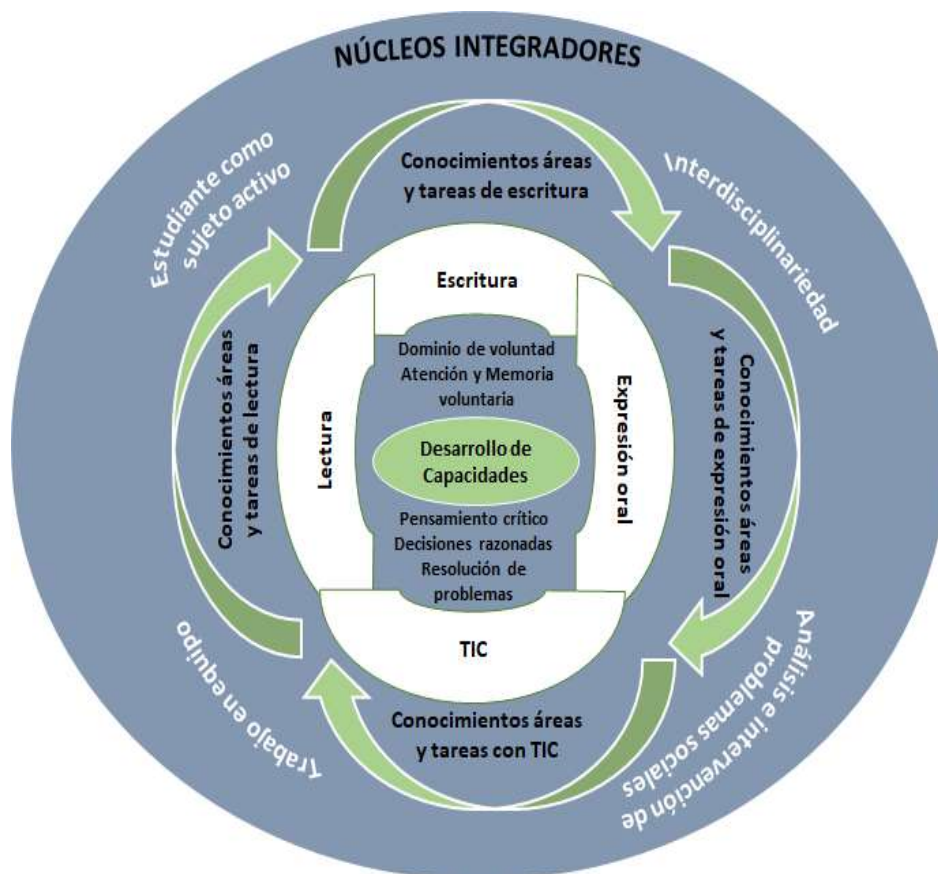 NÚCLEOS INTEGRADORES
Estudiante como
sujeto activo
Interdisciplinariedad
Conocimientos áreas
y tareas de escritura
Escritura
Conocimientos áreas
y tareas de lectura
Lectura
Dominio de voluntad
Atención y Memoria
voluntaria
Desarrollo de
Capacidades
Pensamiento crítico
Decisiones razonadas
Resolución de
problemas
Expresión oral
Conocimientos áreas
y tareas de expresión oral
TIC
Conocimientos áreas
y tareas con TIC
Trabajo en equipo
Análisis e intervención de
problemas sociales